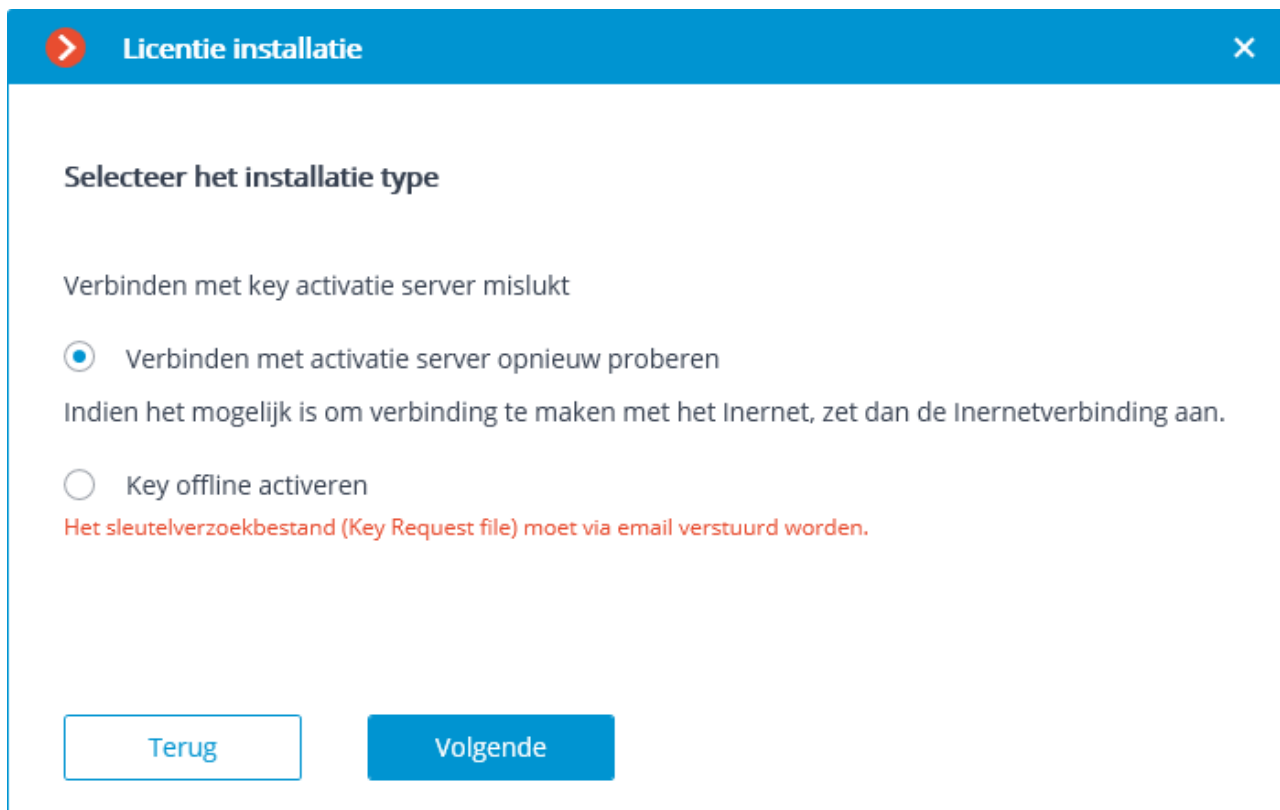 Licentie installatie
Selecteer het installatie type
Verbinden met key activatie server mislukt
Verbinden met activatie server opnieuw proberen
Indien het mogelijk is om verbinding te maken met het Inernet, zet dan de Inernetverbinding aan.
Key offline activeren
Het sleutelverzoekbestand (Key Request file) moet via email verstuurd worden.
Terug
Volgende